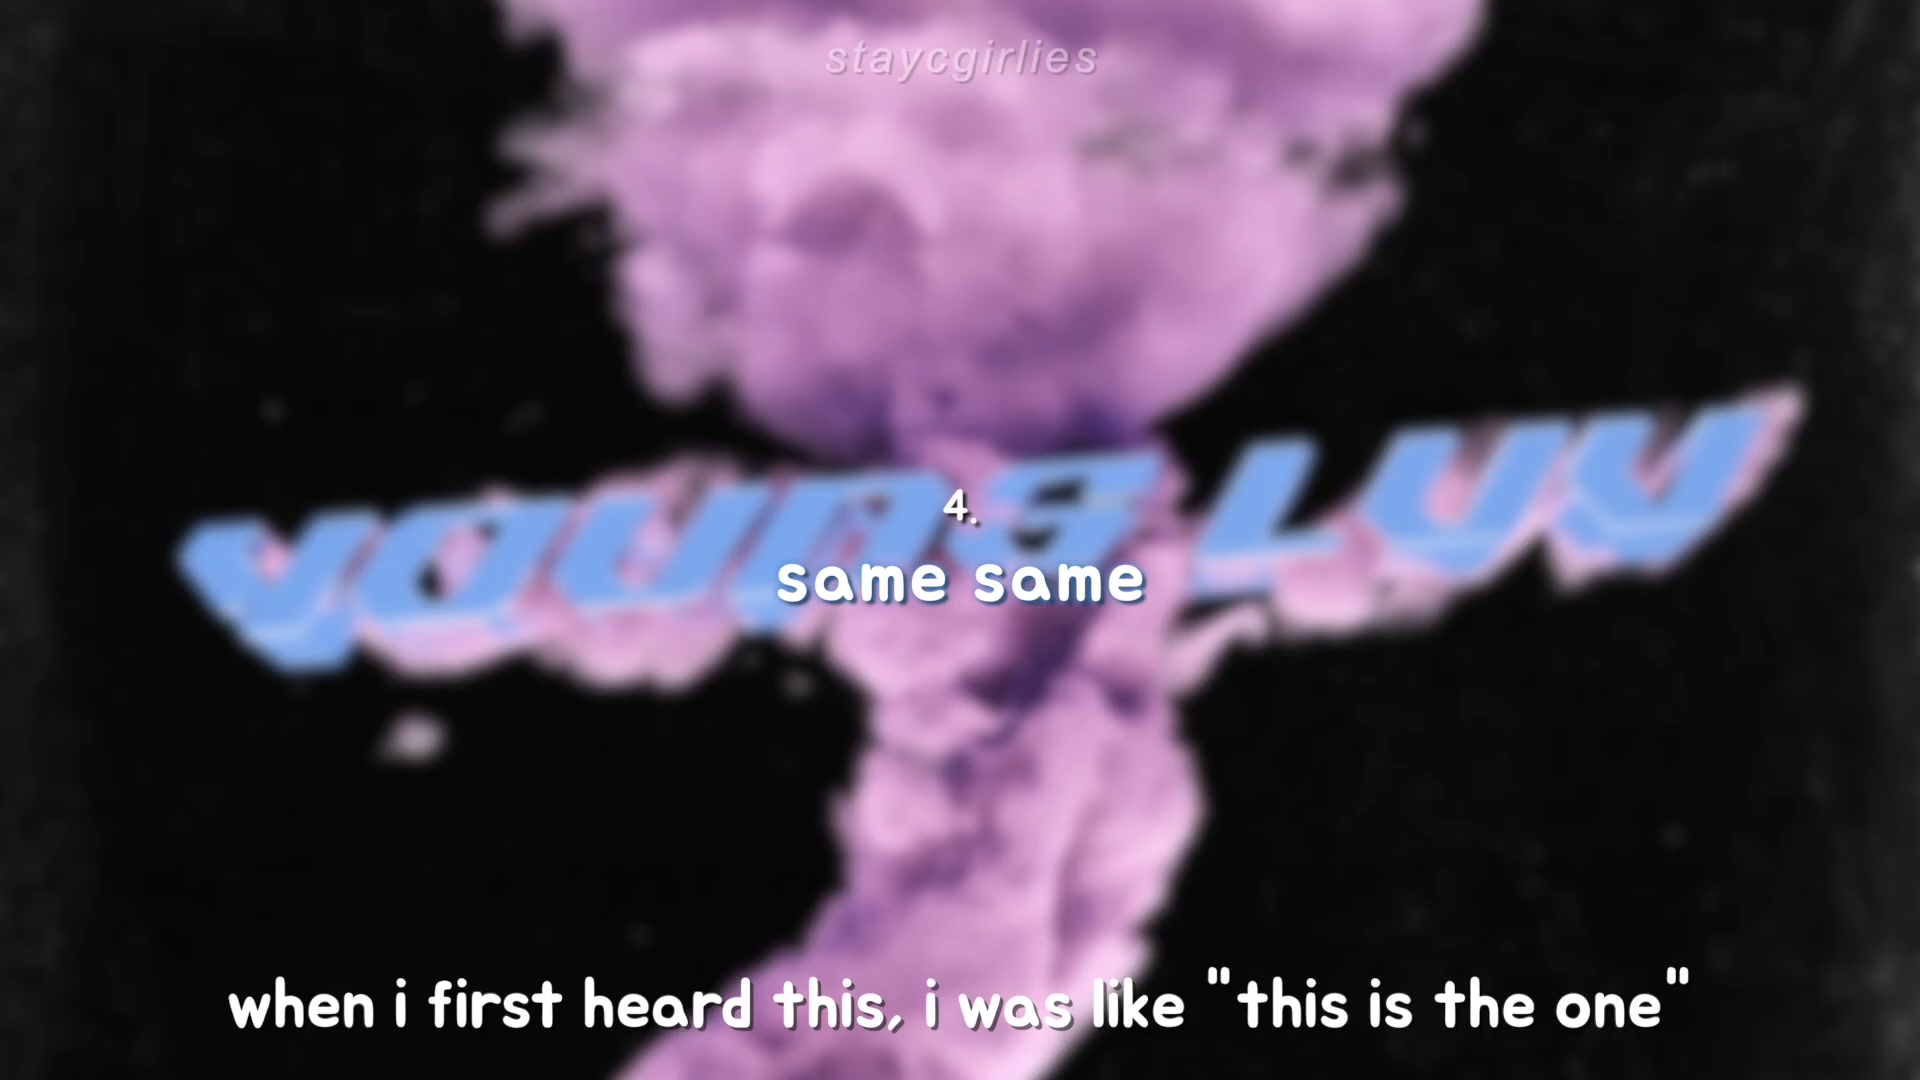 staycgirlies
YOUNG LUV
4.
same same
when i first heard this, i was like "this is the one"